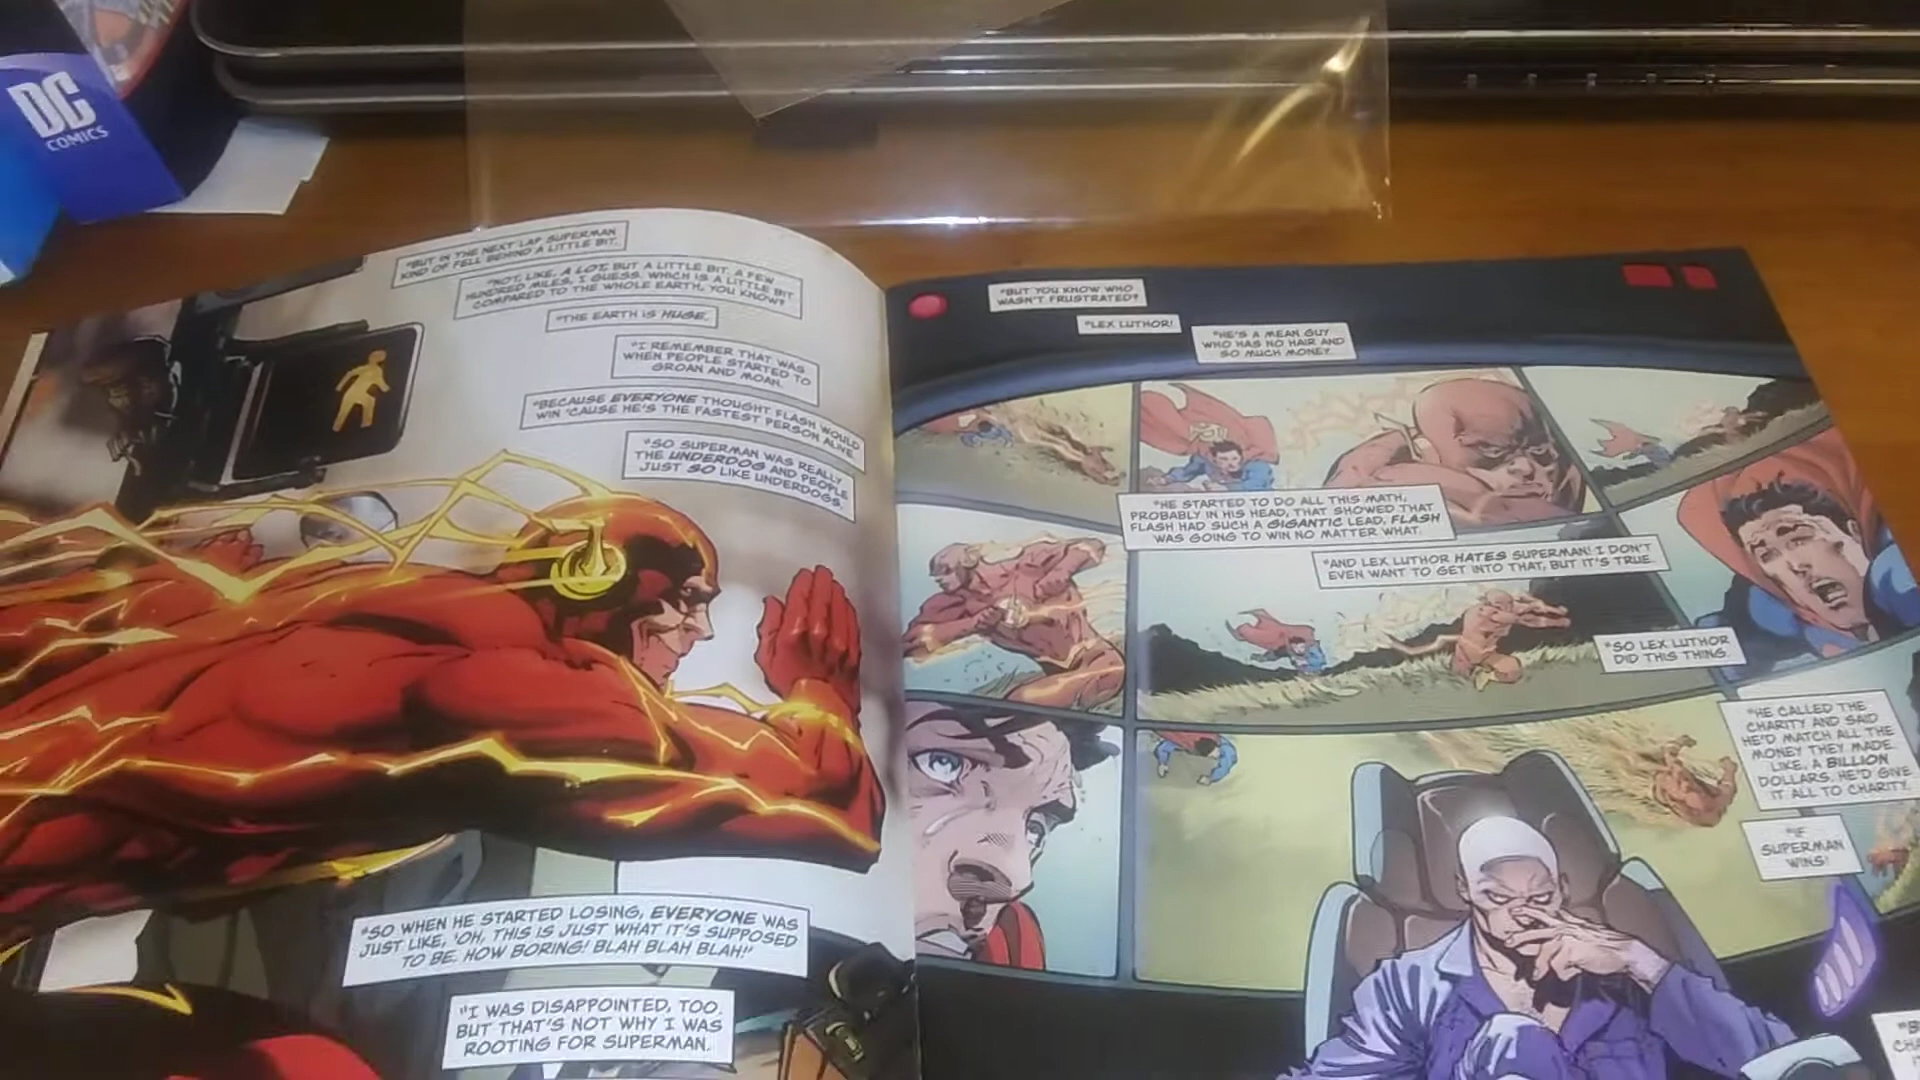 DC
COMICS
"BUT IN THE NEXT LAP SUPERMAN
KIND OF FELL BEHIND A LITTLE BIT.
"NOT, LIKE, A LOT, BUT A LITTLE BIT. A FEW
HUNDRED MILES, I GUESS. WHICH IS A LITTLE BIT
COMPARED TO THE WHOLE EARTH, YOU KNOW?
"THE EARTH IS HUGE.
"I REMEMBER THAT WAS
WHEN PEOPLE STARTED TO
GROAN AND MOAN.
"BECAUSE EVERYONE THOUGHT FLASH WOULD
WIN 'CAUSE HE'S THE FASTEST PERSON ALIVE.
"SO SUPERMAN WAS REALLY
THE UNDERDOG AND PEOPLE
JUST SO LIKE UNDERDOGS.
"SO WHEN HE STARTED LOSING, EVERYONE WAS
JUST LIKE, 'OH, THIS IS JUST WHAT IT'S SUPPOSED
TO BE. HOW BORING! BLAH BLAH BLAH!'
"I WAS DISAPPOINTED, TOO.
BUT THAT'S NOT WHY I WAS
ROOTING FOR SUPERMAN.
"BUT YOU KNOW WHO
WASN'T FRUSTRATED?
"LEX LUTHOR!
"HE'S A MEAN GUY
WHO HAS NO HAIR AND
SO MUCH MONEY.
"HE STARTED TO DO ALL THIS MATH,
PROBABLY IN HIS HEAD, THAT SHOWED THAT
FLASH HAD SUCH A GIGANTIC LEAD, FLASH
WAS GOING TO WIN NO MATTER WHAT.
"AND LEX LUTHOR HATES SUPERMAN! I DON'T
EVEN WANT TO GET INTO THAT, BUT IT'S TRUE.
"SO LEX LUTHOR
DID THIS THING.
"HE CALLED THE
CHARITY AND SAID
HE'D MATCH ALL THE
MONEY THEY MADE.
LIKE, A BILLION
DOLLARS. HE'D GIVE
IT ALL TO CHARITY.
"IF
SUPERMAN
WINS!